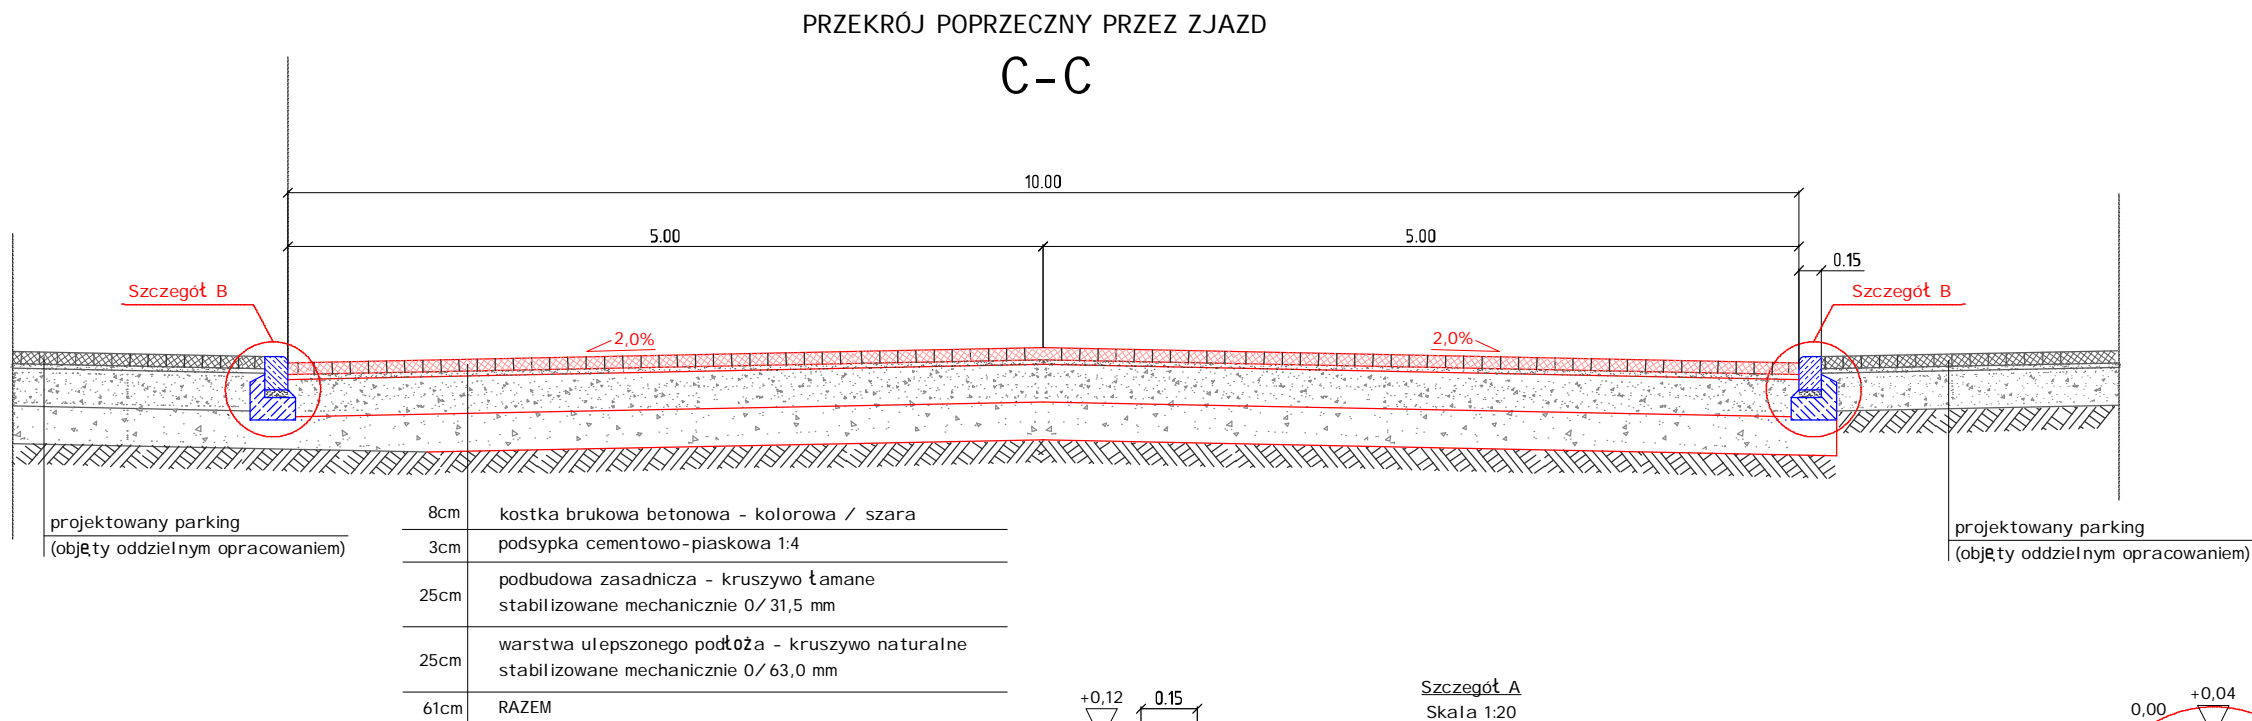 PRZEKRÓJ POPRZECZNY PRZEZ ZJAZD
C-C
10.00
5.00
5.00
0.15
Szczegół B
Szczegół B
2,0%
2,0%
projektowany parking
(objęty oddzielnym opracowaniem)
8cm kostka brukowa betonowa - kolorowa / szara
3cm podsypka cementowo-piaskowa 1:4
25cm podbudowa zasadnicza - kruszywo łamane
stabilizowane mechanicznie 0/31,5 mm
25cm warstwa ulepszonego podłoża - kruszywo naturalne
stabilizowane mechanicznie 0/63,0 mm
61cm RAZEM
projektowany parking
(objęty oddzielnym opracowaniem)
+0,12
0.15
Szczegół A
Skala 1:20
0,00
+0,04